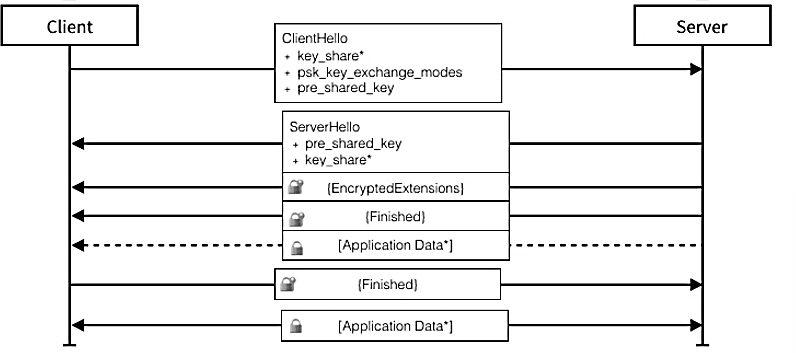 Client
Server
ClientHello
+ key_share*
+ psk_key_exchange_modes
+ pre_shared_key
ServerHello
+ pre_shared_key
+ key_share*
{EncryptedExtensions}
{Finished}
[Application Data*]
{Finished}
[Application Data*]